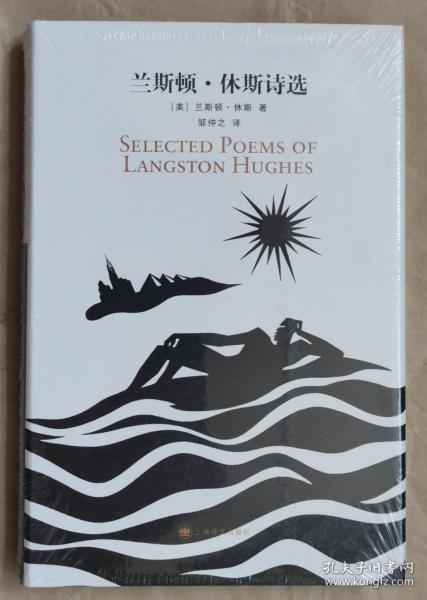 兰斯顿·休斯诗选
[美] 兰斯顿·休斯 著
邹仲之 译
SELECTED POEMS OF
LANGSTON HUGHES
上海译文出版社
孔夫子旧书网
www.kongfz.com